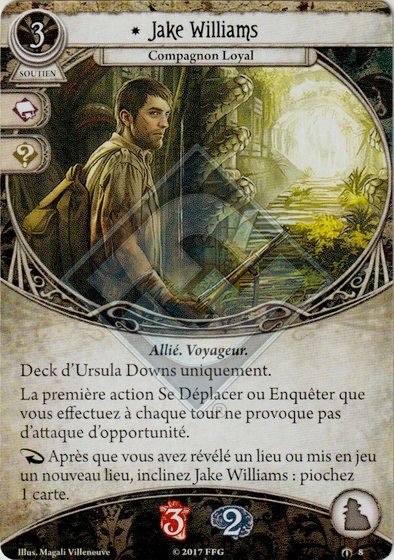 3
SOUTIEN
Jake Williams
Compagnon Loyal
?
Allié. Voyageur.
Deck d'Ursula Downs uniquement.
La première action Se Déplacer ou Enquêter que
vous effectuez à chaque tour ne provoque pas
d'attaque d'opportunité.
Après que vous avez révélé un lieu ou mis en jeu
un nouveau lieu, inclinez Jake Williams : piochez
1 carte.
3 2
Illus. Magali Villeneuve © 2017 FFG 8